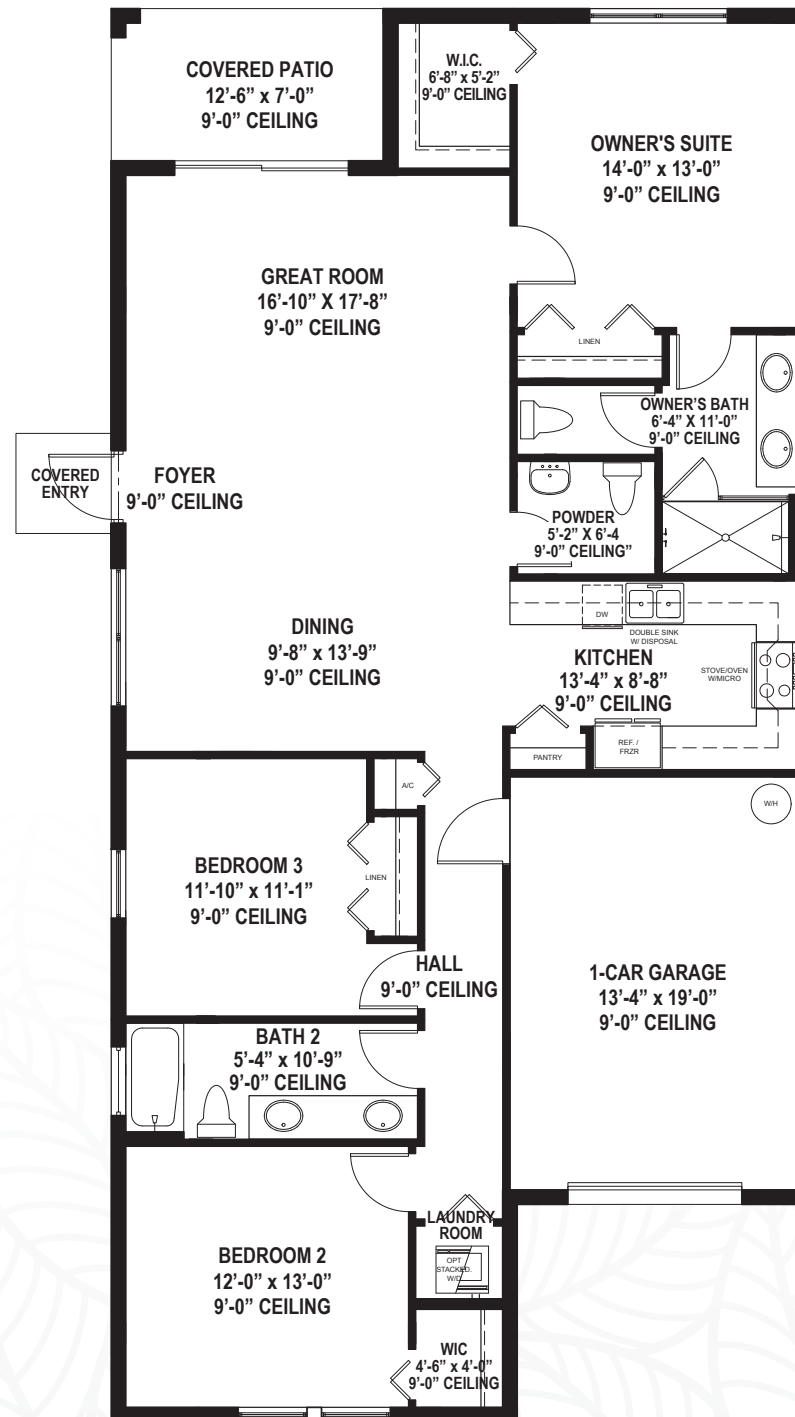 COVERED PATIO
12'-6” x 7'-0”
9'-0” CEILING
W.I.C.
6'-8” x 5'-2”
9'-0” CEILING
OWNER'S SUITE
14'-0” x 13'-0”
9'-0” CEILING
GREAT ROOM
16'-10” X 17'-8”
9'-0” CEILING
LINEN
OWNER'S BATH
6'-4” X 11'-0”
9'-0” CEILING
COVERED
ENTRY
FOYER
9'-0” CEILING
POWDER
5'-2” X 6'-4
9'-0” CEILING”
DINING
9'-8” x 13'-9”
9'-0” CEILING
DW
DOUBLE SINK
W/ DISPOSAL
KITCHEN
13'-4” x 8'-8”
9'-0” CEILING
STOVE/OVEN
W/MICRO
PANTRY
REF. /
FRZR
A/C
W/H
BEDROOM 3
11'-10” x 11'-1”
9'-0” CEILING
LINEN
HALL
9'-0” CEILING
1-CAR GARAGE
13'-4” x 19'-0”
9'-0” CEILING
BATH 2
5'-4” x 10'-9”
9'-0” CEILING
LAUNDRY
ROOM
OPT
STACKED
W/D
BEDROOM 2
12'-0” x 13'-0”
9'-0” CEILING
WIC
4'-6” x 4'-0”
9'-0” CEILING